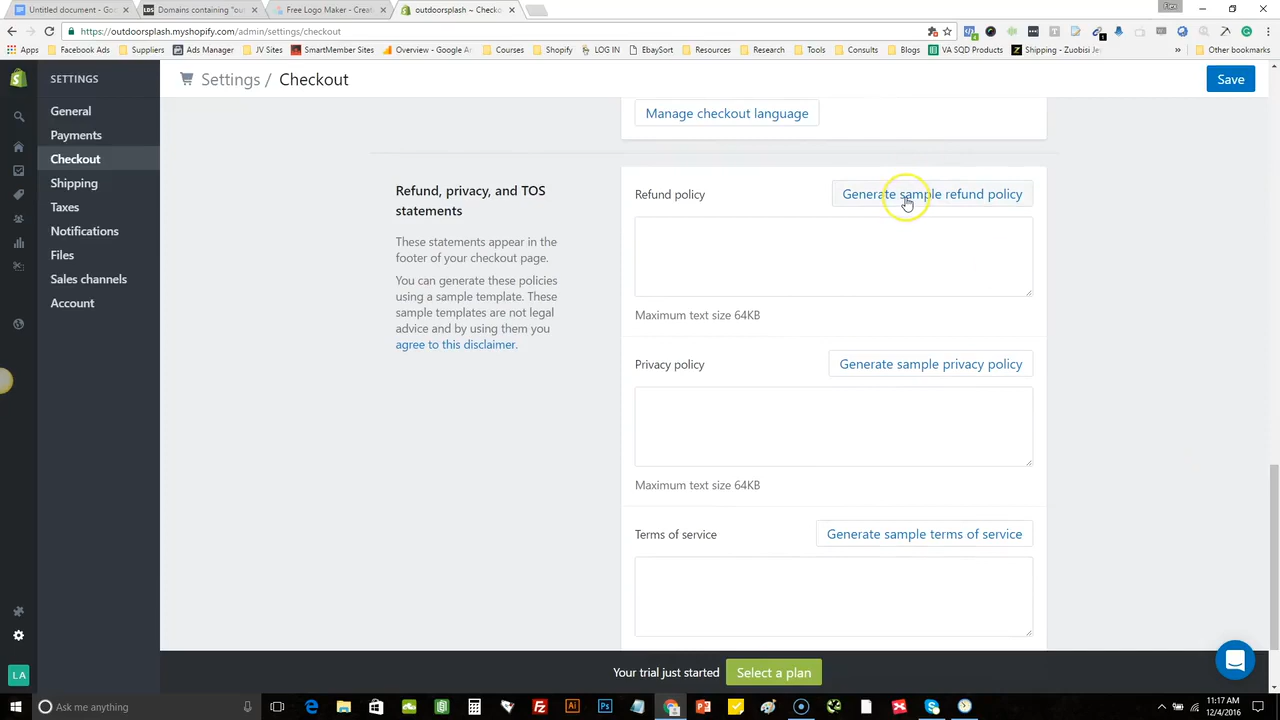 Untitled document - Go
Domains containing "ou
Free Logo Maker - Creat
outdoorsplash ~ Checko
https://outdoorsplash.myshopify.com/admin/settings/checkout
Apps
Facebook Ads
Suppliers
Ads Manager
JV Sites
SmartMember Sites
Overview - Google Ar
Courses
Shopify
LOG IN
EbaySort
Resources
Research
Tools
Consults
Blogs
VA SQD Products
Shipping - Zuobisi Je
Other bookmarks
SETTINGS
Settings / Checkout
Save
General
Payments
Checkout
Shipping
Taxes
Notifications
Files
Sales channels
Account
Manage checkout language
Refund, privacy, and TOS
statements
These statements appear in the
footer of your checkout page.
You can generate these policies
using a sample template. These
sample templates are not legal
advice and by using them you
agree to this disclaimer.
Refund policy
Generate sample refund policy
Maximum text size 64KB
Privacy policy
Generate sample privacy policy
Maximum text size 64KB
Terms of service
Generate sample terms of service
LA
Your trial just started
Select a plan
Ask me anything
11:17 AM
12/4/2016